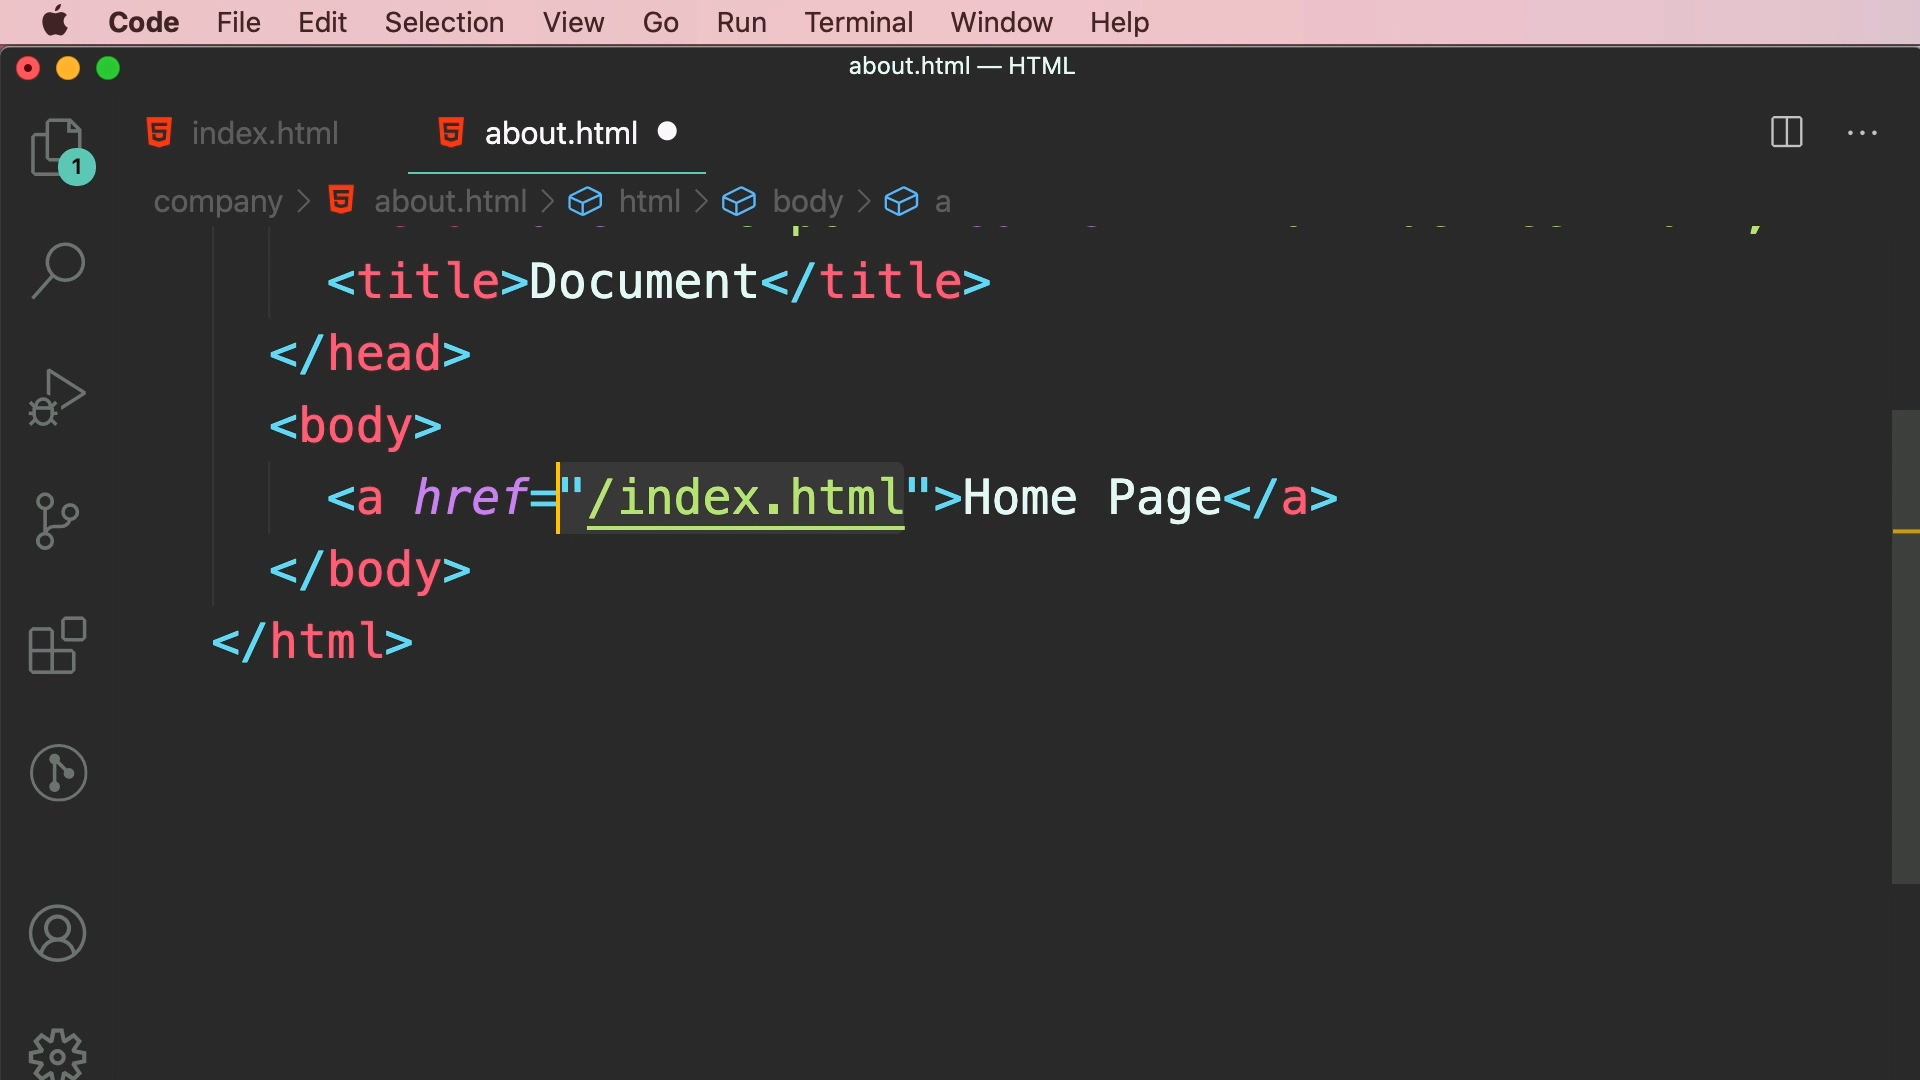 Code File Edit Selection View Go Run Terminal Window Help
about.html — HTML
index.html about.html
1
company > about.html > html > body > a
<title>Document</title>
</head>
<body>
<a href="/index.html">Home Page</a>
</body>
</html>